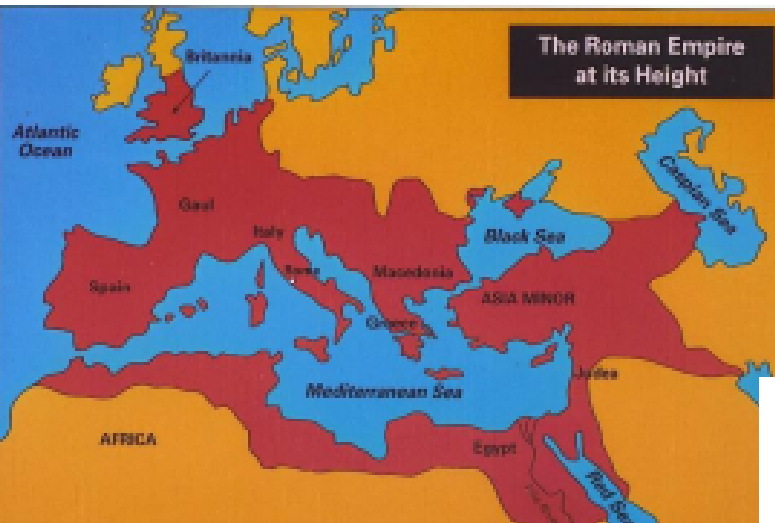 The Roman Empire
at its Height
Britannia
Atlantic
Ocean
Caspian Sea
Gaul
Italy
Black Sea
Rome
Macedonia
Spain
ASIA MINOR
Greece
Judea
Mediterranean Sea
AFRICA
Egypt
Red Sea